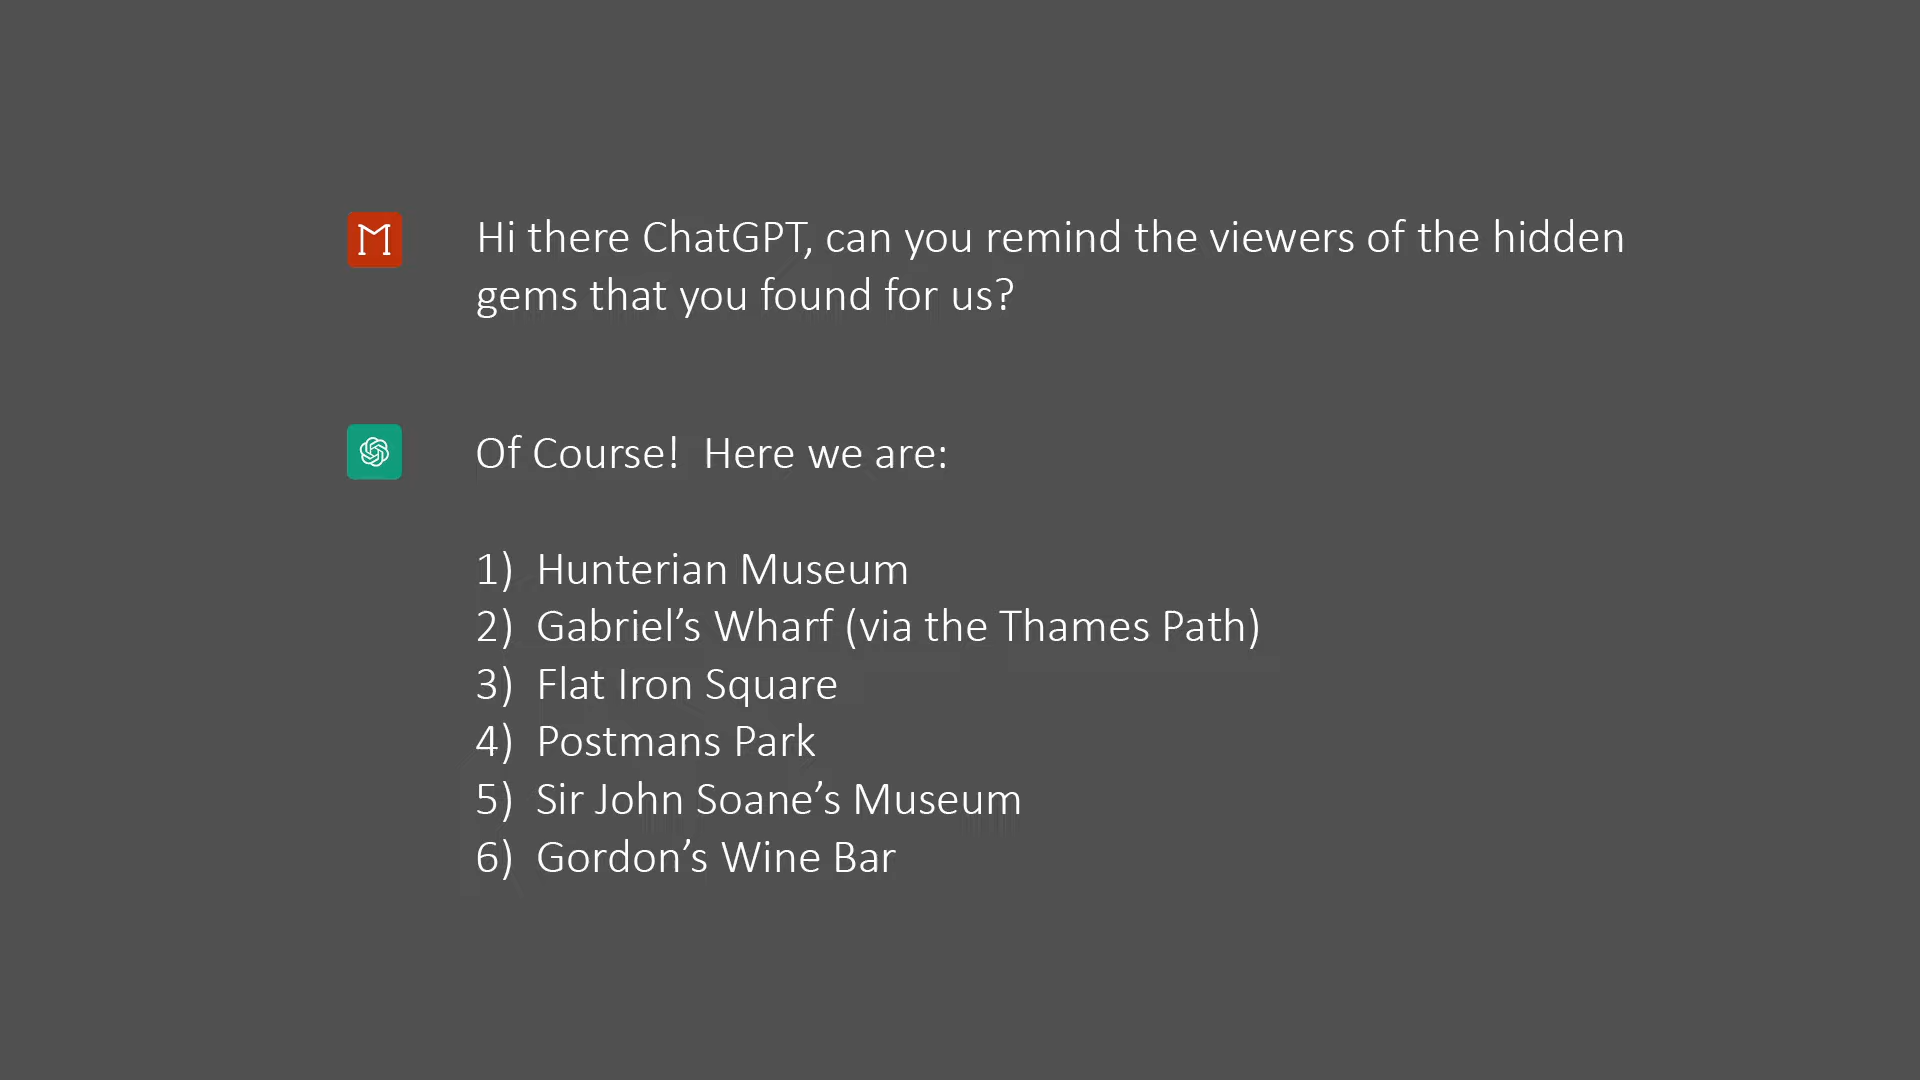 M
Hi there ChatGPT, can you remind the viewers of the hidden
gems that you found for us?
Of Course!  Here we are:
1)  Hunterian Museum
2)  Gabriel’s Wharf (via the Thames Path)
3)  Flat Iron Square
4)  Postmans Park
5)  Sir John Soane’s Museum
6)  Gordon’s Wine Bar